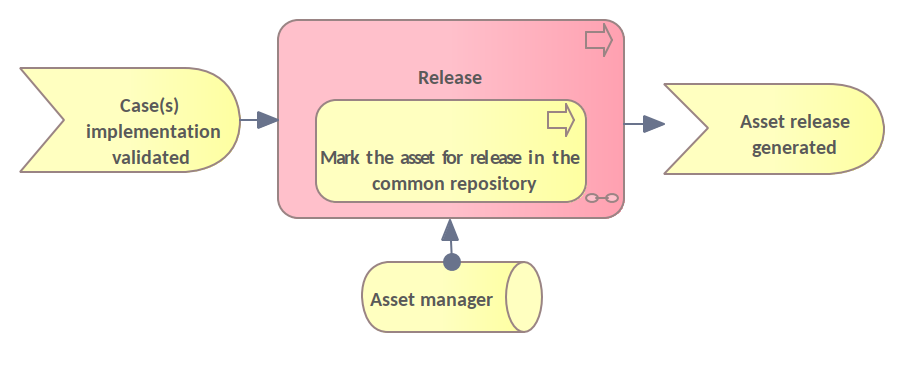 Case(s)
implementation
validated
Release
Mark the asset for release in the
common repository
Asset release
generated
Asset manager